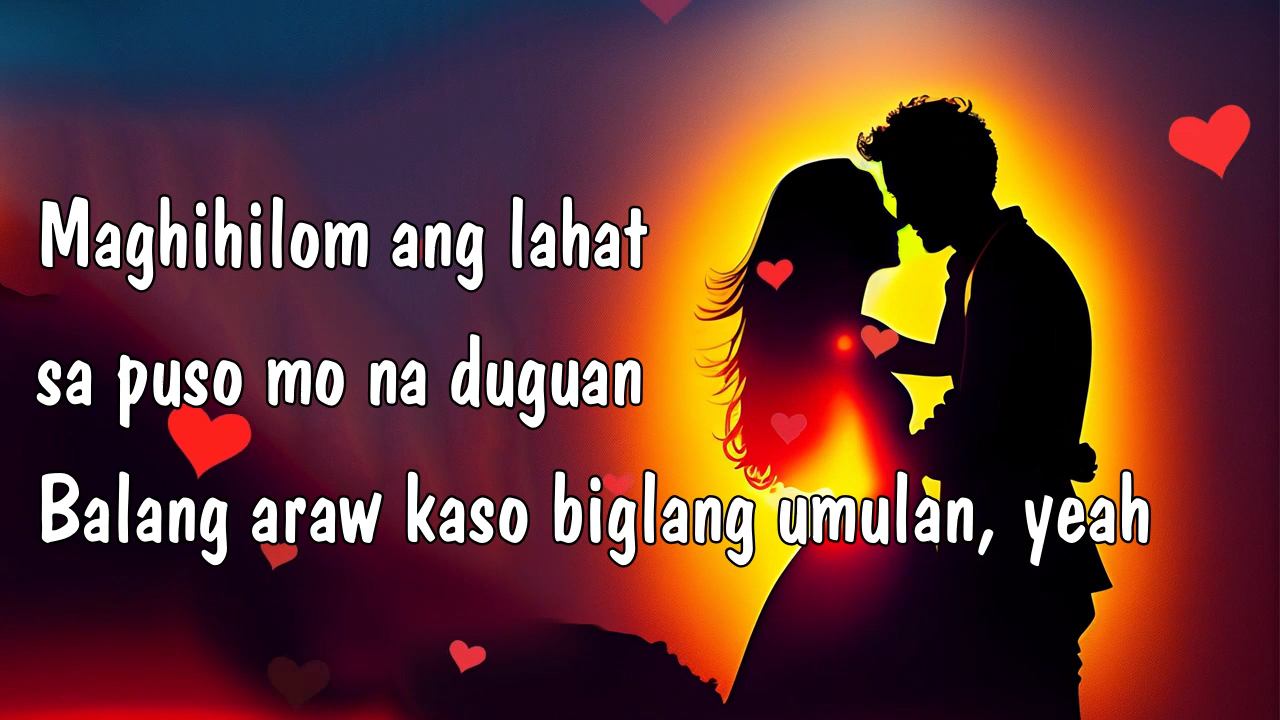 Maghihilom ang lahat
sa puso mo na duguan
Balang araw kaso biglang umulan, yeah